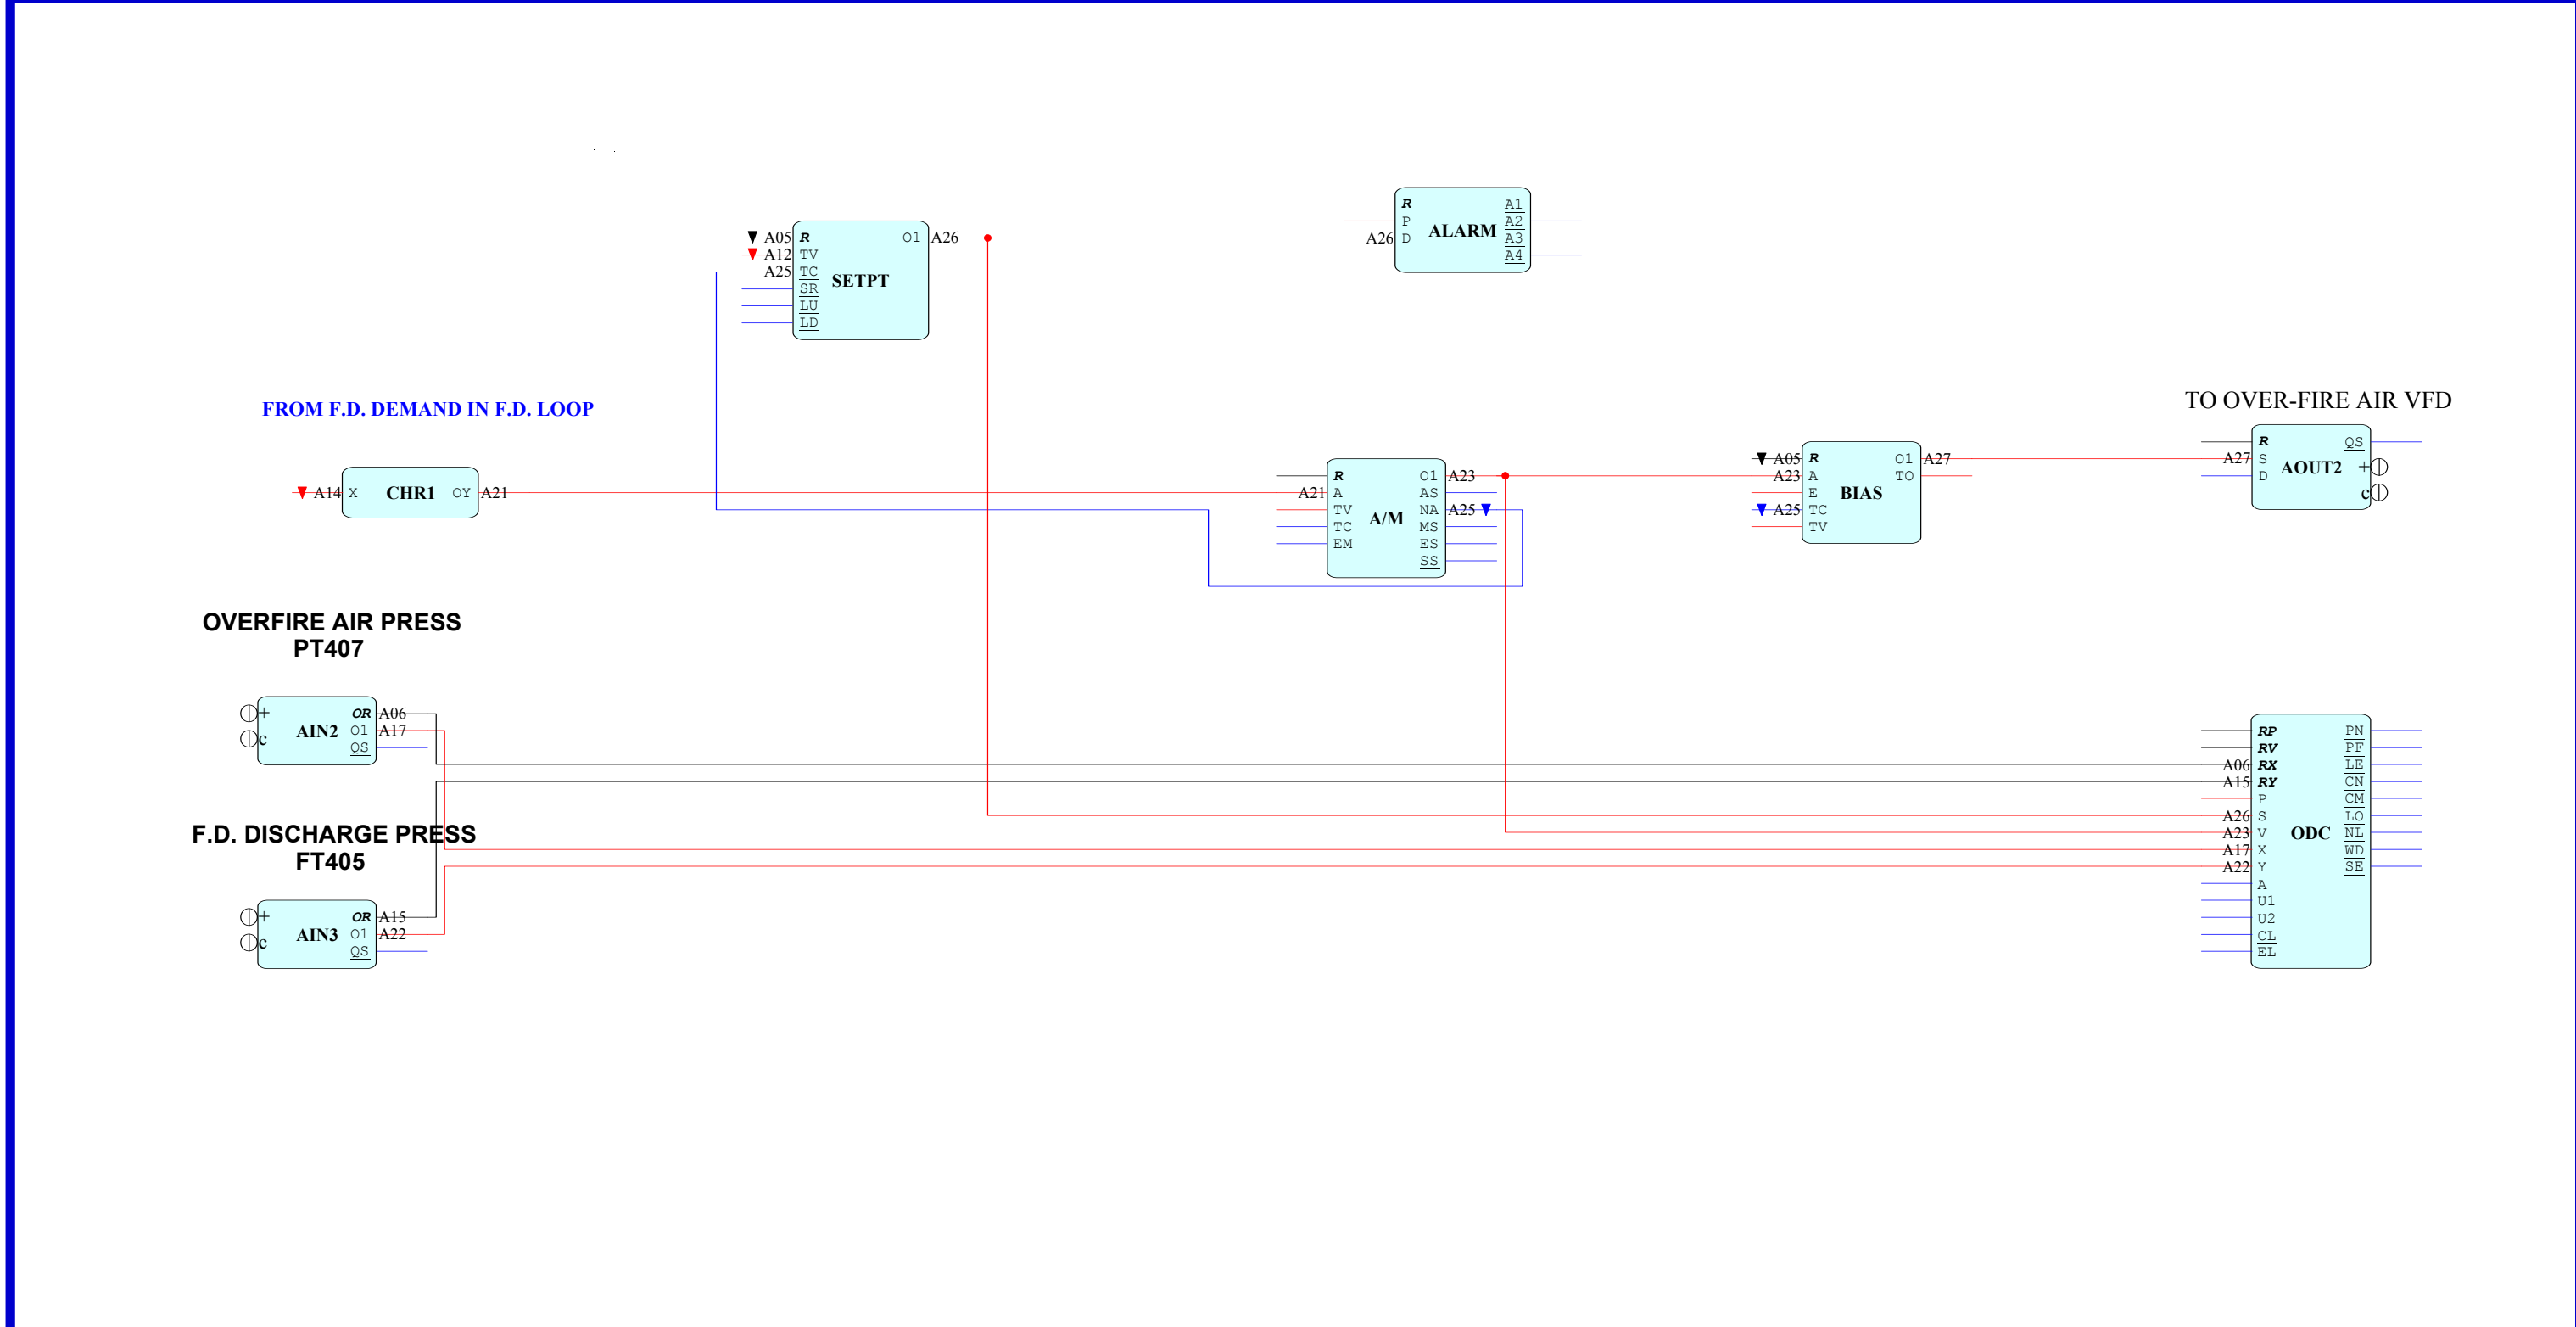 R A1
P A2
A26 D ALARM A3
A4
A05 R O1 A26
A12 TV
A25 TC
SETPT
SR
LU
LD
FROM F.D. DEMAND IN F.D. LOOP
A14 X CHR1 OY A21
R O1 A23
A21 A AS
TV NA A25
A/M
TC MS
EM ES
SS
A05 R O1 A27
A23 A TO
E BIAS
A25 TC
TV
TO OVER-FIRE AIR VFD
R QS
A27 S AOUT2 +
D
C
OVERFIRE AIR PRESS
PT407
+ OR A06
AIN2 O1 A17
C QS
F.D. DISCHARGE PRESS
FT405
+ OR A15
AIN3 O1 A22
C QS
RP PN
RV PF
A06 RX LE
A15 RY CN
P CM
A26 S LO
A23 V ODC NL
A17 X WD
A22 Y SE
A
U1
U2
CL
EL